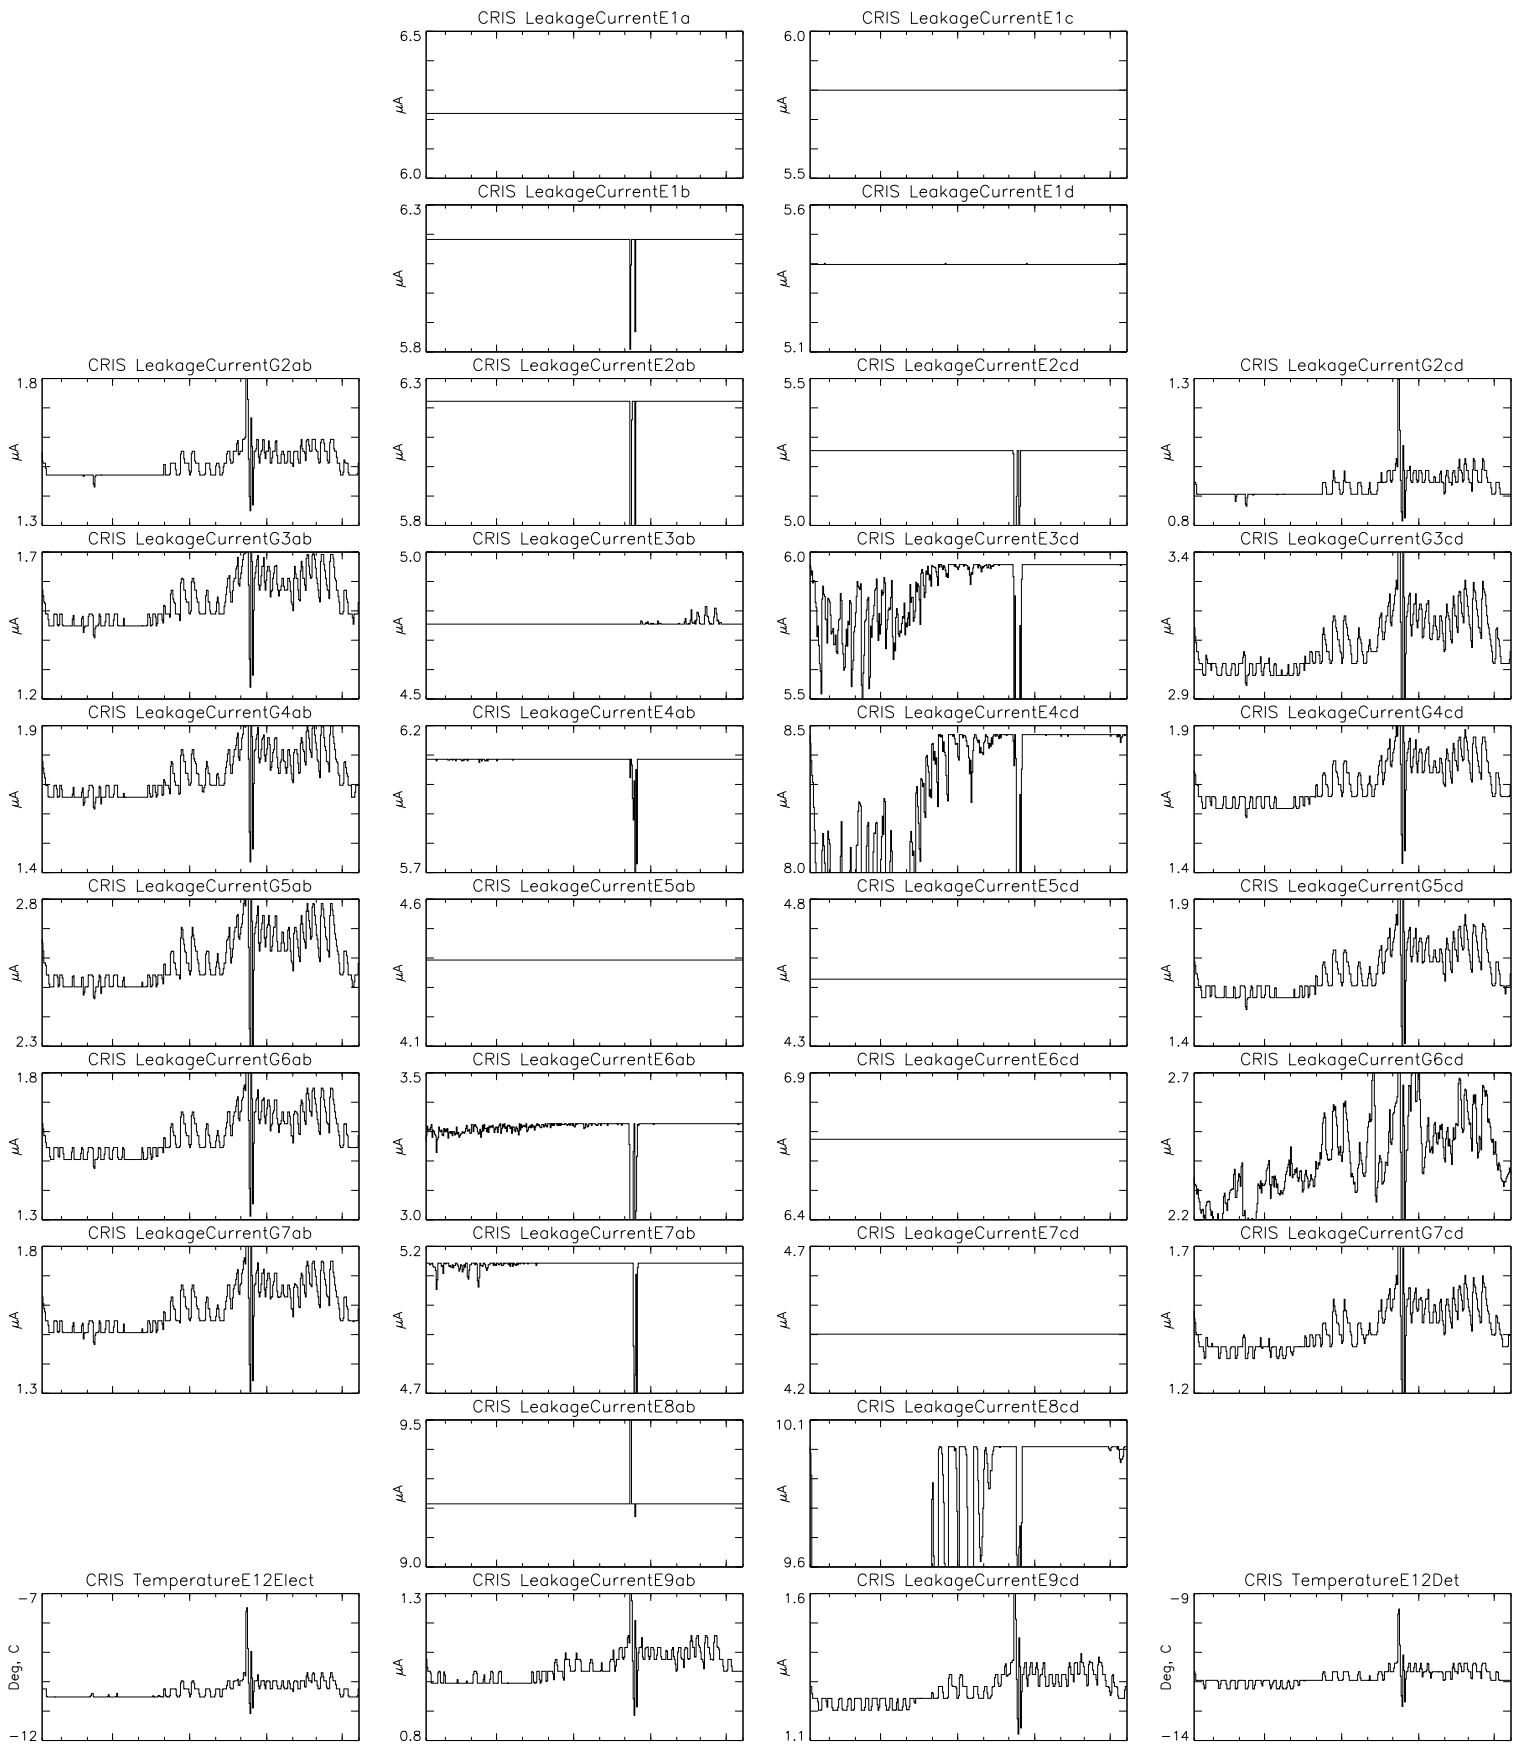 CRIS LeakageCurrentE1a
CRIS LeakageCurrentE1c
6.5
μA
6.0
6.0
μA
5.5
CRIS LeakageCurrentE1b
CRIS LeakageCurrentE1d
6.3
μA
5.8
5.6
μA
5.1
CRIS LeakageCurrentG2ab
CRIS LeakageCurrentE2ab
CRIS LeakageCurrentE2cd
CRIS LeakageCurrentG2cd
1.8
μA
1.3
6.3
μA
5.8
5.5
μA
5.0
1.3
μA
0.8
CRIS LeakageCurrentG3ab
CRIS LeakageCurrentE3ab
CRIS LeakageCurrentE3cd
CRIS LeakageCurrentG3cd
1.7
μA
1.2
5.0
μA
4.5
6.0
μA
5.5
3.4
μA
2.9
CRIS LeakageCurrentG4ab
CRIS LeakageCurrentE4ab
CRIS LeakageCurrentE4cd
CRIS LeakageCurrentG4cd
1.9
μA
1.4
6.2
μA
5.7
8.5
μA
8.0
1.9
μA
1.4
CRIS LeakageCurrentG5ab
CRIS LeakageCurrentE5ab
CRIS LeakageCurrentE5cd
CRIS LeakageCurrentG5cd
2.8
μA
2.3
4.6
μA
4.1
4.8
μA
4.3
1.9
μA
1.4
CRIS LeakageCurrentG6ab
CRIS LeakageCurrentE6ab
CRIS LeakageCurrentE6cd
CRIS LeakageCurrentG6cd
1.8
μA
1.3
3.5
μA
3.0
6.9
μA
6.4
2.7
μA
2.2
CRIS LeakageCurrentG7ab
CRIS LeakageCurrentE7ab
CRIS LeakageCurrentE7cd
CRIS LeakageCurrentG7cd
1.8
μA
1.3
5.2
μA
4.7
4.7
μA
4.2
1.7
μA
1.2
CRIS LeakageCurrentE8ab
CRIS LeakageCurrentE8cd
9.5
μA
9.0
10.1
μA
9.6
CRIS TemperatureE12Elect
CRIS LeakageCurrentE9ab
CRIS LeakageCurrentE9cd
CRIS TemperatureE12Det
-7
Deg, C
-12
1.3
μA
0.8
1.6
μA
1.1
-9
Deg, C
-14